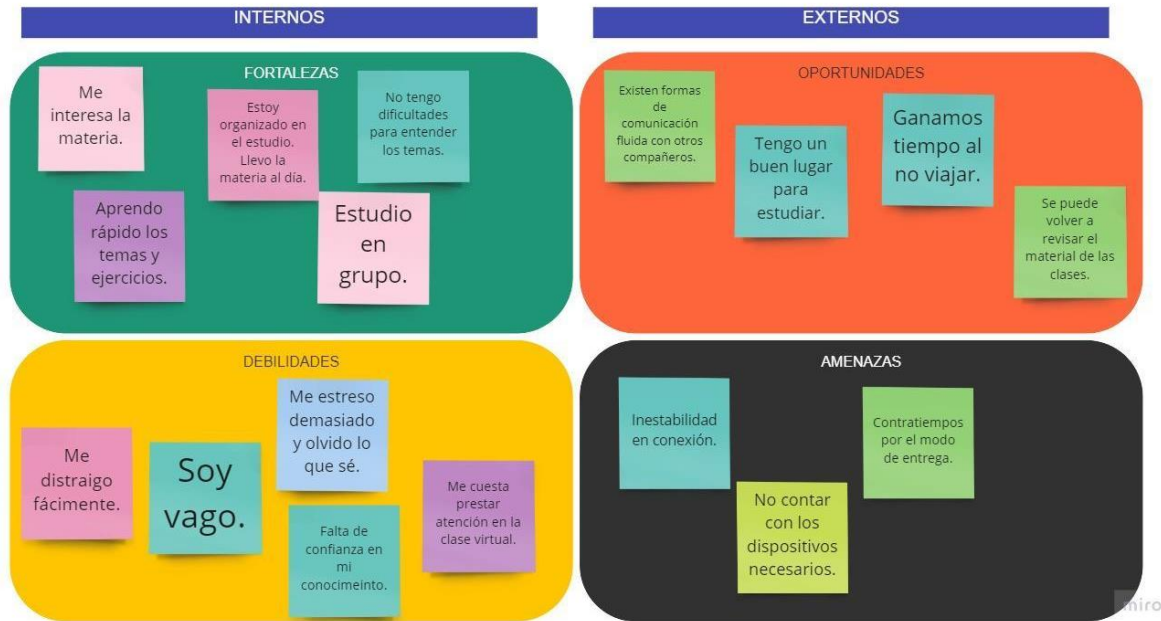 INTERNOS
EXTERNOS
FORTALEZAS
Me
interesa la
materia.
Estoy
organizado en
el estudio.
Llevo la
materia al día.
No tengo
dificultades
para entender
los temas.
Aprendo
rápido los
temas y
ejercicios.
Estudio
en
grupo.
OPORTUNIDADES
Existen formas
de
comunicación
fluida con otros
compañeros.
Tengo un
buen lugar
para
estudiar.
Ganamos
tiempo al
no viajar.
Se puede
volver a
revisar el
material de las
clases.
DEBILIDADES
Me
distraigo
fácimente.
Soy
vago.
Me estreso
demasiado
y olvido lo
que sé.
Falta de
confianza en
mi
conocimeinto.
Me cuesta
prestar
atención en la
clase virtual.
AMENAZAS
Inestabilidad
en conexión.
No contar
con los
dispositivos
necesarios.
Contratiempos
por el modo
de entrega.
miro